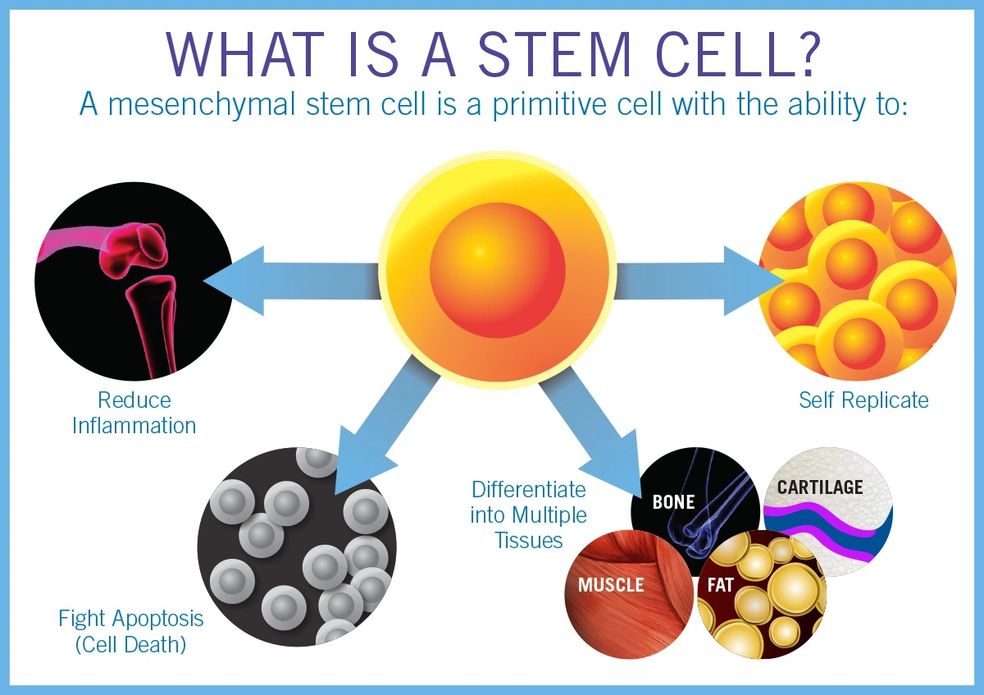 WHAT IS A STEM CELL?
A mesenchymal stem cell is a primitive cell with the ability to:
Reduce
Inflammation
Self Replicate
Fight Apoptosis
(Cell Death)
Differentiate
into Multiple
Tissues
BONE
CARTILAGE
MUSCLE
FAT